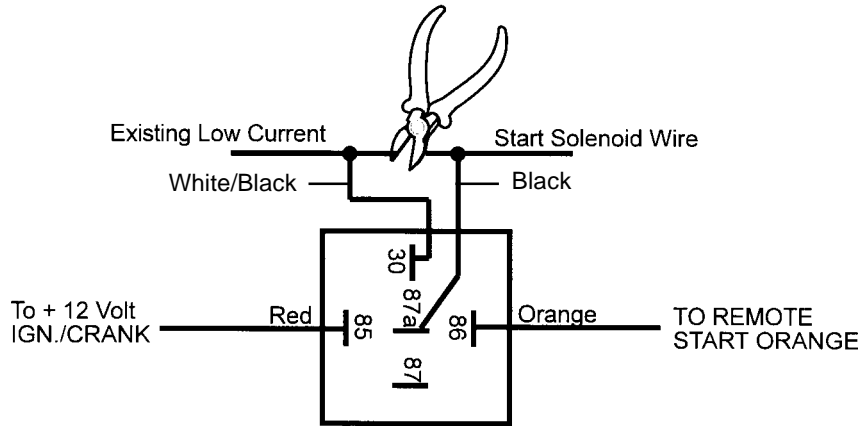 Existing Low Current
Start Solenoid Wire
White/Black
Black
30
87a
To + 12 Volt
IGN./CRANK
Red
85
86
Orange
TO REMOTE
START ORANGE
87